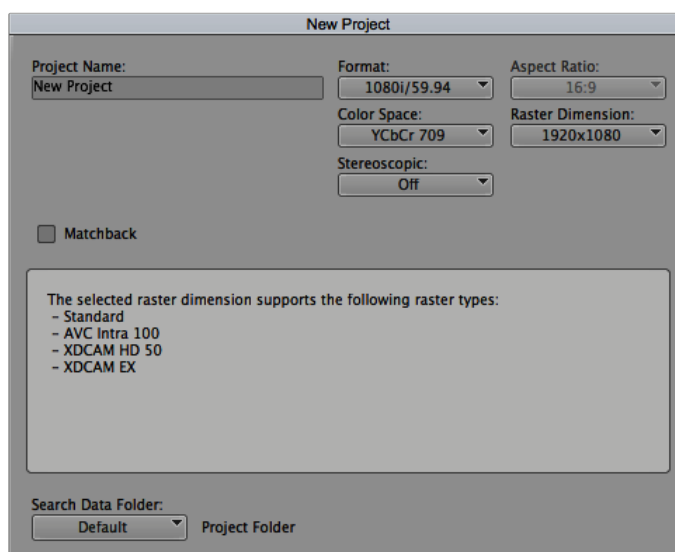 New Project
Project Name:
New Project
Format:
1080i/59.94
Aspect Ratio:
16:9
Color Space:
YCbCr 709
Raster Dimension:
1920x1080
Stereoscopic:
Off
Matchback
The selected raster dimension supports the following raster types:
– Standard
– AVC Intra 100
– XDCAM HD 50
– XDCAM EX
Search Data Folder:
Default
Project Folder